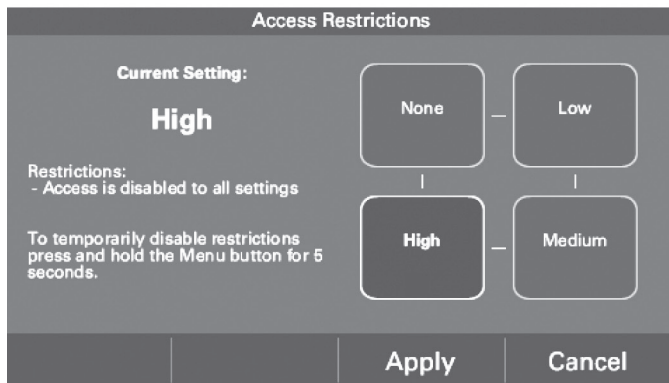 Access Restrictions
Current Setting:
High
Restrictions:
- Access is disabled to all settings
To temporarily disable restrictions
press and hold the Menu button for 5
seconds.
None
Low
High
Medium
Apply
Cancel